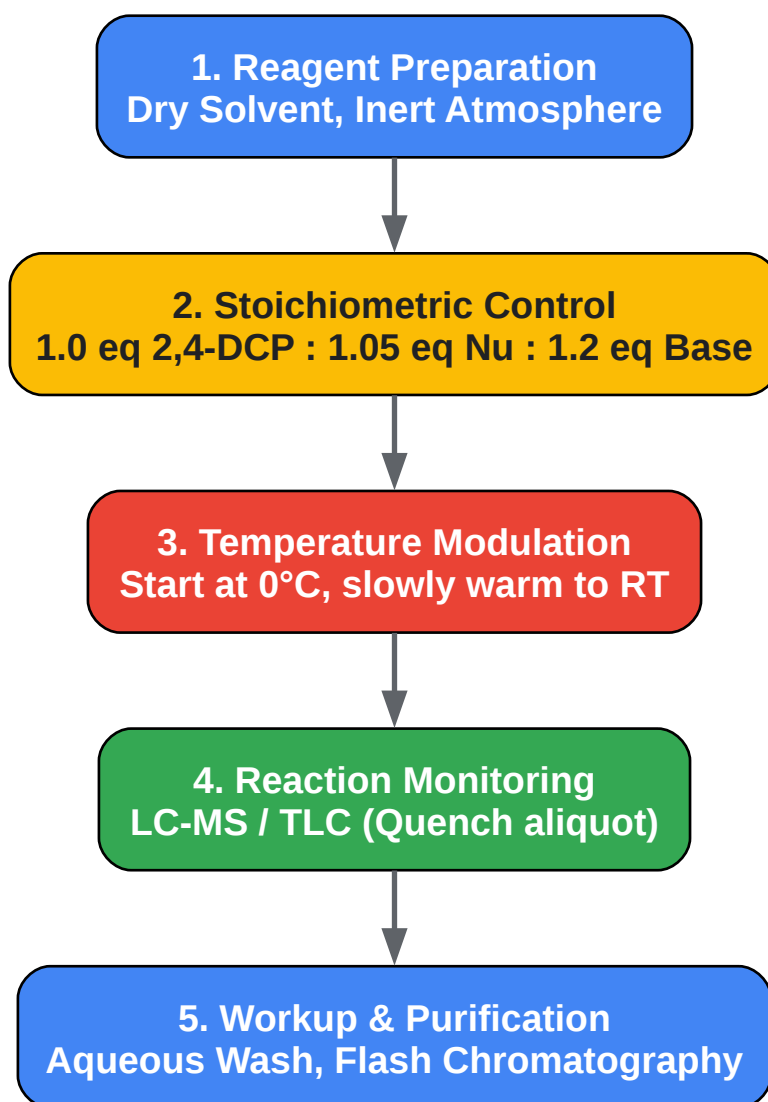 1. Reagent Preparation
Dry Solvent, Inert Atmosphere
2. Stoichiometric Control
1.0 eq 2,4-DCP : 1.05 eq Nu : 1.2 eq Base
3. Temperature Modulation
Start at 0°C, slowly warm to RT
4. Reaction Monitoring
LC-MS / TLC (Quench aliquot)
5. Workup & Purification
Aqueous Wash, Flash Chromatography